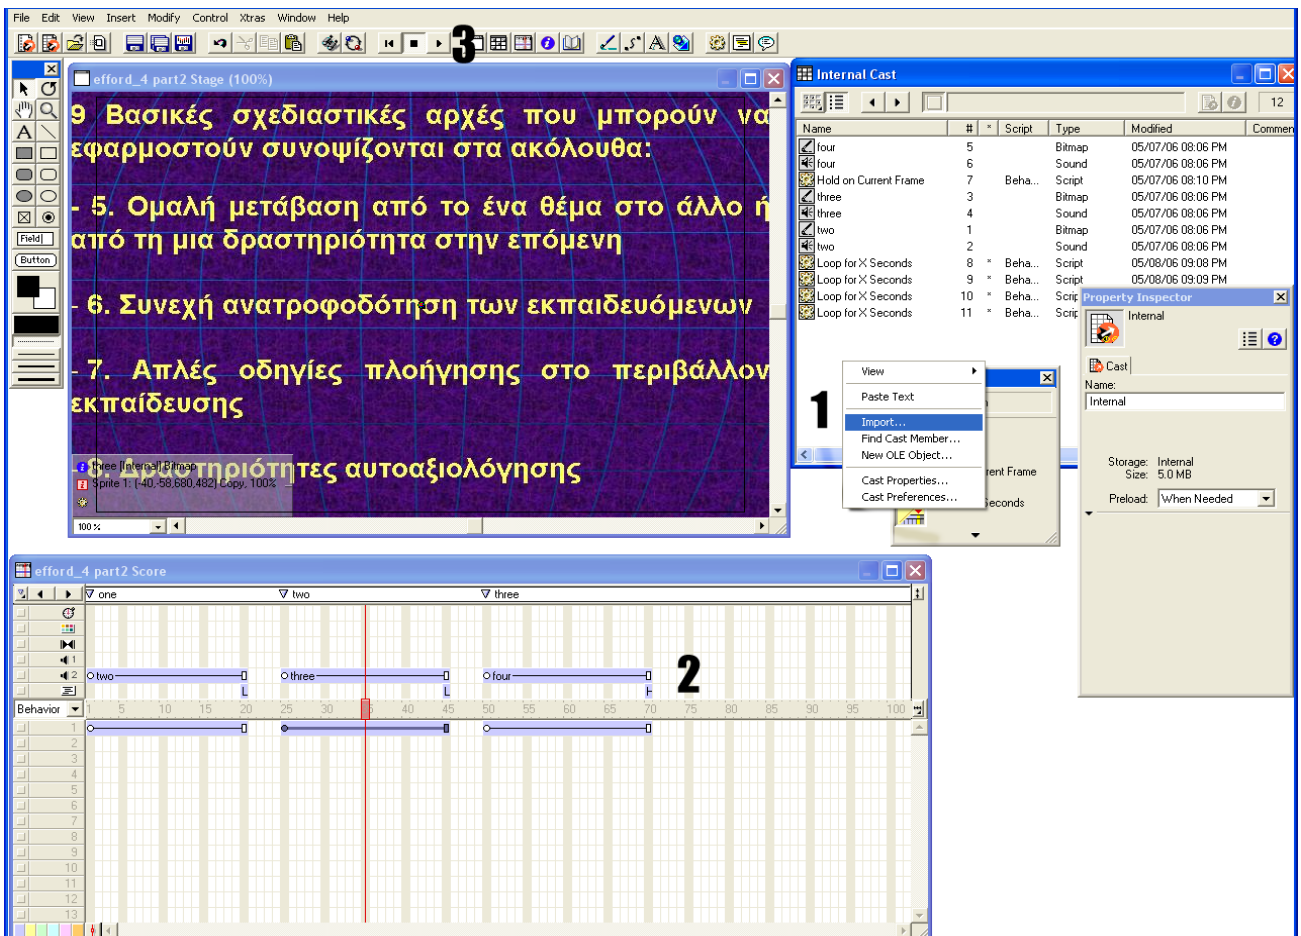 File Edit View Insert Modify Control Xtras Window Help
3
efford_4 part2 Stage (100%)
9 Βασικές σχεδιαστικές αρχές που μπορούν να
εφαρμοστούν συνοψίζονται στα ακόλουθα:
- 5. Ομαλή μετάβαση από το ένα θέμα στο άλλο ή
από τη μια δραστηριότητα στην επόμενη
- 6. Συνεχή ανατροφοδότηση των εκπαιδευόμενων
- 7. Απλές οδηγίες πλοήγησης στο περιβάλλον
εκπαίδευσης
- 8. Δραστηριότητες αυτοαξιολόγησης
three [Internal] Bitmap
Sprite 1: (-40,-58,680,482) Copy, 100%
100%
A
Field
Button
Internal Cast
12
Name # * Script Type Modified Commen
four 5 Bitmap 05/07/06 08:06 PM
four 6 Sound 05/07/06 08:06 PM
Hold on Current Frame 7 Beha... Script 05/07/06 08:10 PM
three 3 Bitmap 05/07/06 08:06 PM
three 4 Sound 05/07/06 08:06 PM
two 1 Bitmap 05/07/06 08:06 PM
two 2 Sound 05/07/06 08:06 PM
Loop for X Seconds 8 * Beha... Script 05/08/06 09:08 PM
Loop for X Seconds 9 * Beha... Script 05/08/06 09:09 PM
Loop for X Seconds 10 * Beha... Scrip
Loop for X Seconds 11 * Beha... Scrip
1
View
Paste Text
Import...
Find Cast Member...
New OLE Object...
Cast Properties...
Cast Preferences...
rent Frame
Seconds
Property Inspector
Internal
Cast
Name:
Internal
Storage: Internal
Size: 5.0 MB
Preload: When Needed
efford_4 part2 Score
one two three
1
2 two three four
L L H
2
Behavior 1 5 10 15 20 25 30 5 40 45 50 55 60 65 70 75 80 85 90 95 100
1
2
3
4
5
6
7
8
9
10
11
12
13